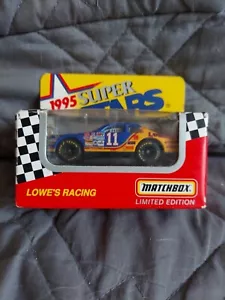 1995 SUPER
STARS
11
LOWE'S RACING
MATCHBOX
LIMITED EDITION